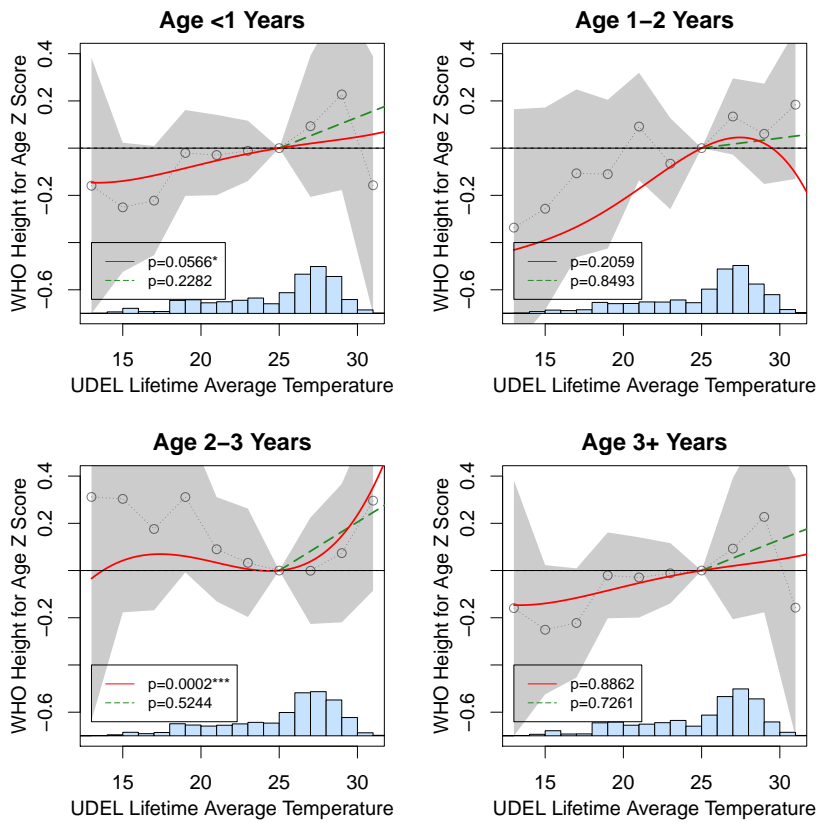 Age <1 Years
WHO Height for Age Z Score
0.4
0.2
−0.2
−0.6
p=0.0566*
p=0.2282
15 20 25 30
UDEL Lifetime Average Temperature
Age 1−2 Years
WHO Height for Age Z Score
0.4
0.2
−0.2
−0.6
p=0.2059
p=0.8493
15 20 25 30
UDEL Lifetime Average Temperature
Age 2−3 Years
WHO Height for Age Z Score
0.4
0.2
−0.2
−0.6
p=0.0002***
p=0.5244
15 20 25 30
UDEL Lifetime Average Temperature
Age 3+ Years
WHO Height for Age Z Score
0.4
0.2
−0.2
−0.6
p=0.8862
p=0.7261
15 20 25 30
UDEL Lifetime Average Temperature